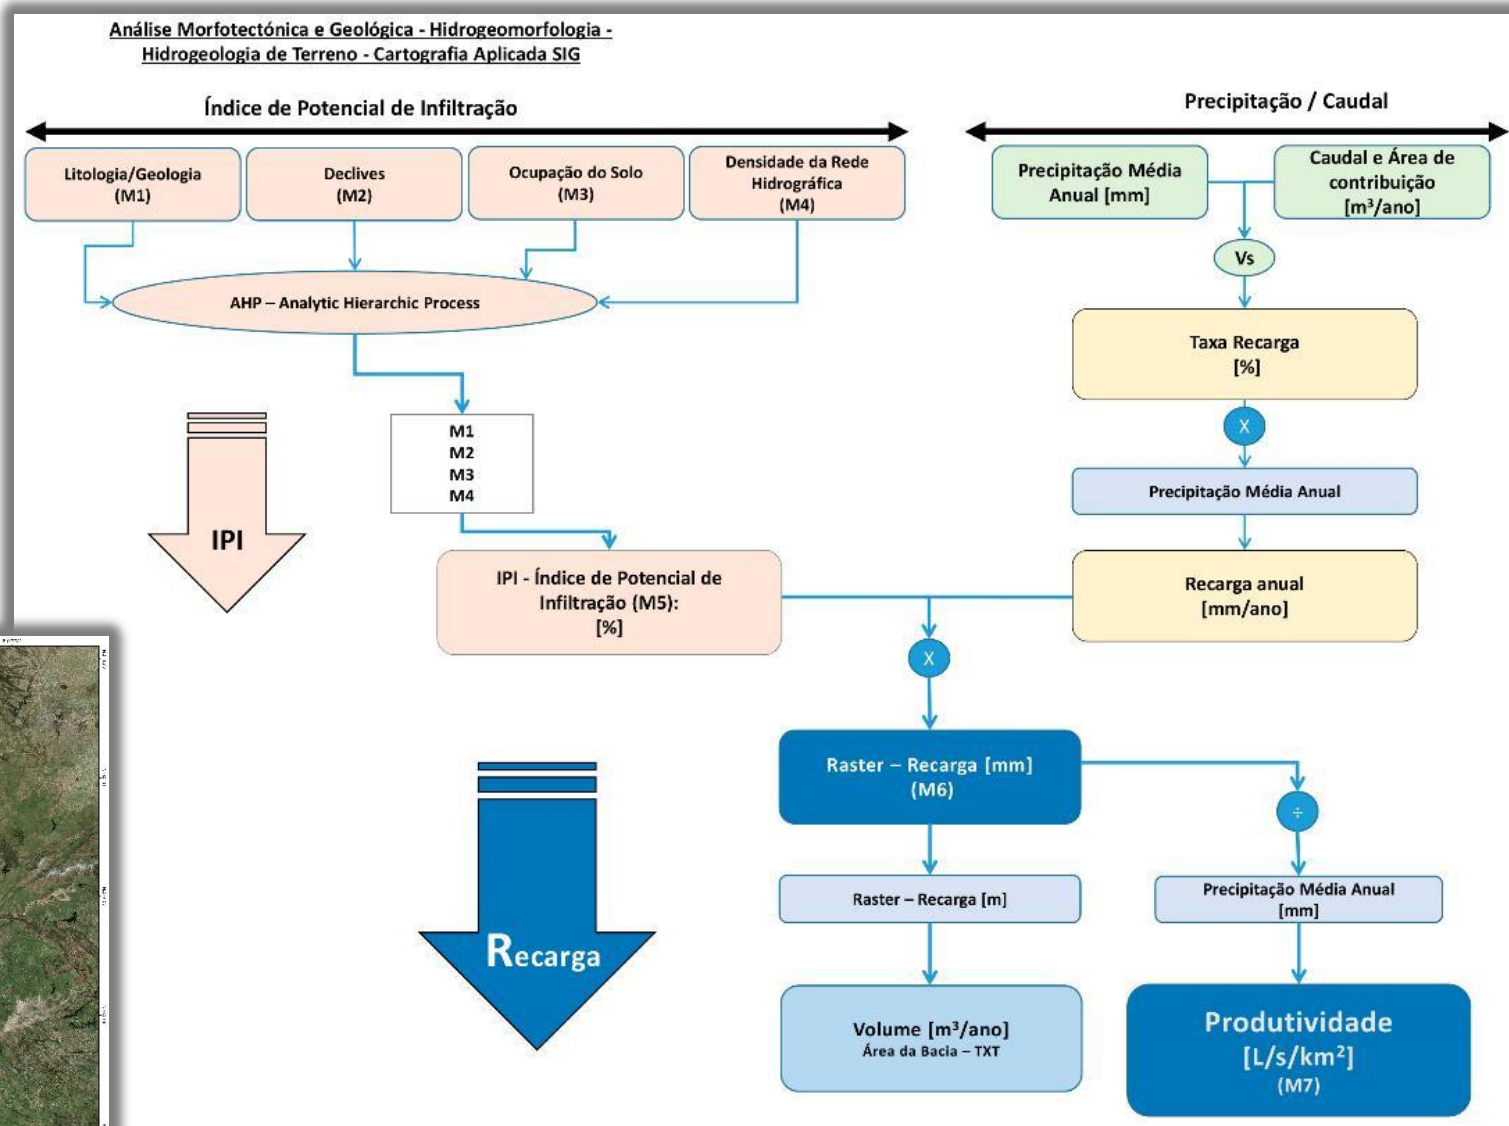 Análise Morfotectónica e Geológica - Hidrogeomorfologia -
Hidrogeologia de Terreno - Cartografia Aplicada SIG
Índice de Potencial de Infiltração
Precipitação / Caudal
Litologia/Geologia
(M1)
Declives
(M2)
Ocupação do Solo
(M3)
Densidade da Rede
Hidrográfica
(M4)
Precipitação Média
Anual [mm]
Caudal e Área de
contribuição
[m³/ano]
Vs
AHP – Analytic Hierarchic Process
Taxa Recarga
[%]
X
M1
M2
M3
M4
Precipitação Média Anual
IPI
IPI - Índice de Potencial de
Infiltração (M5):
[%]
Recarga anual
[mm/ano]
X
Raster – Recarga [mm]
(M6)
÷
Raster – Recarga [m]
Precipitação Média Anual
[mm]
Recarga
Volume [m³/ano]
Área da Bacia – TXT
Produtividade
[L/s/km²]
(M7)